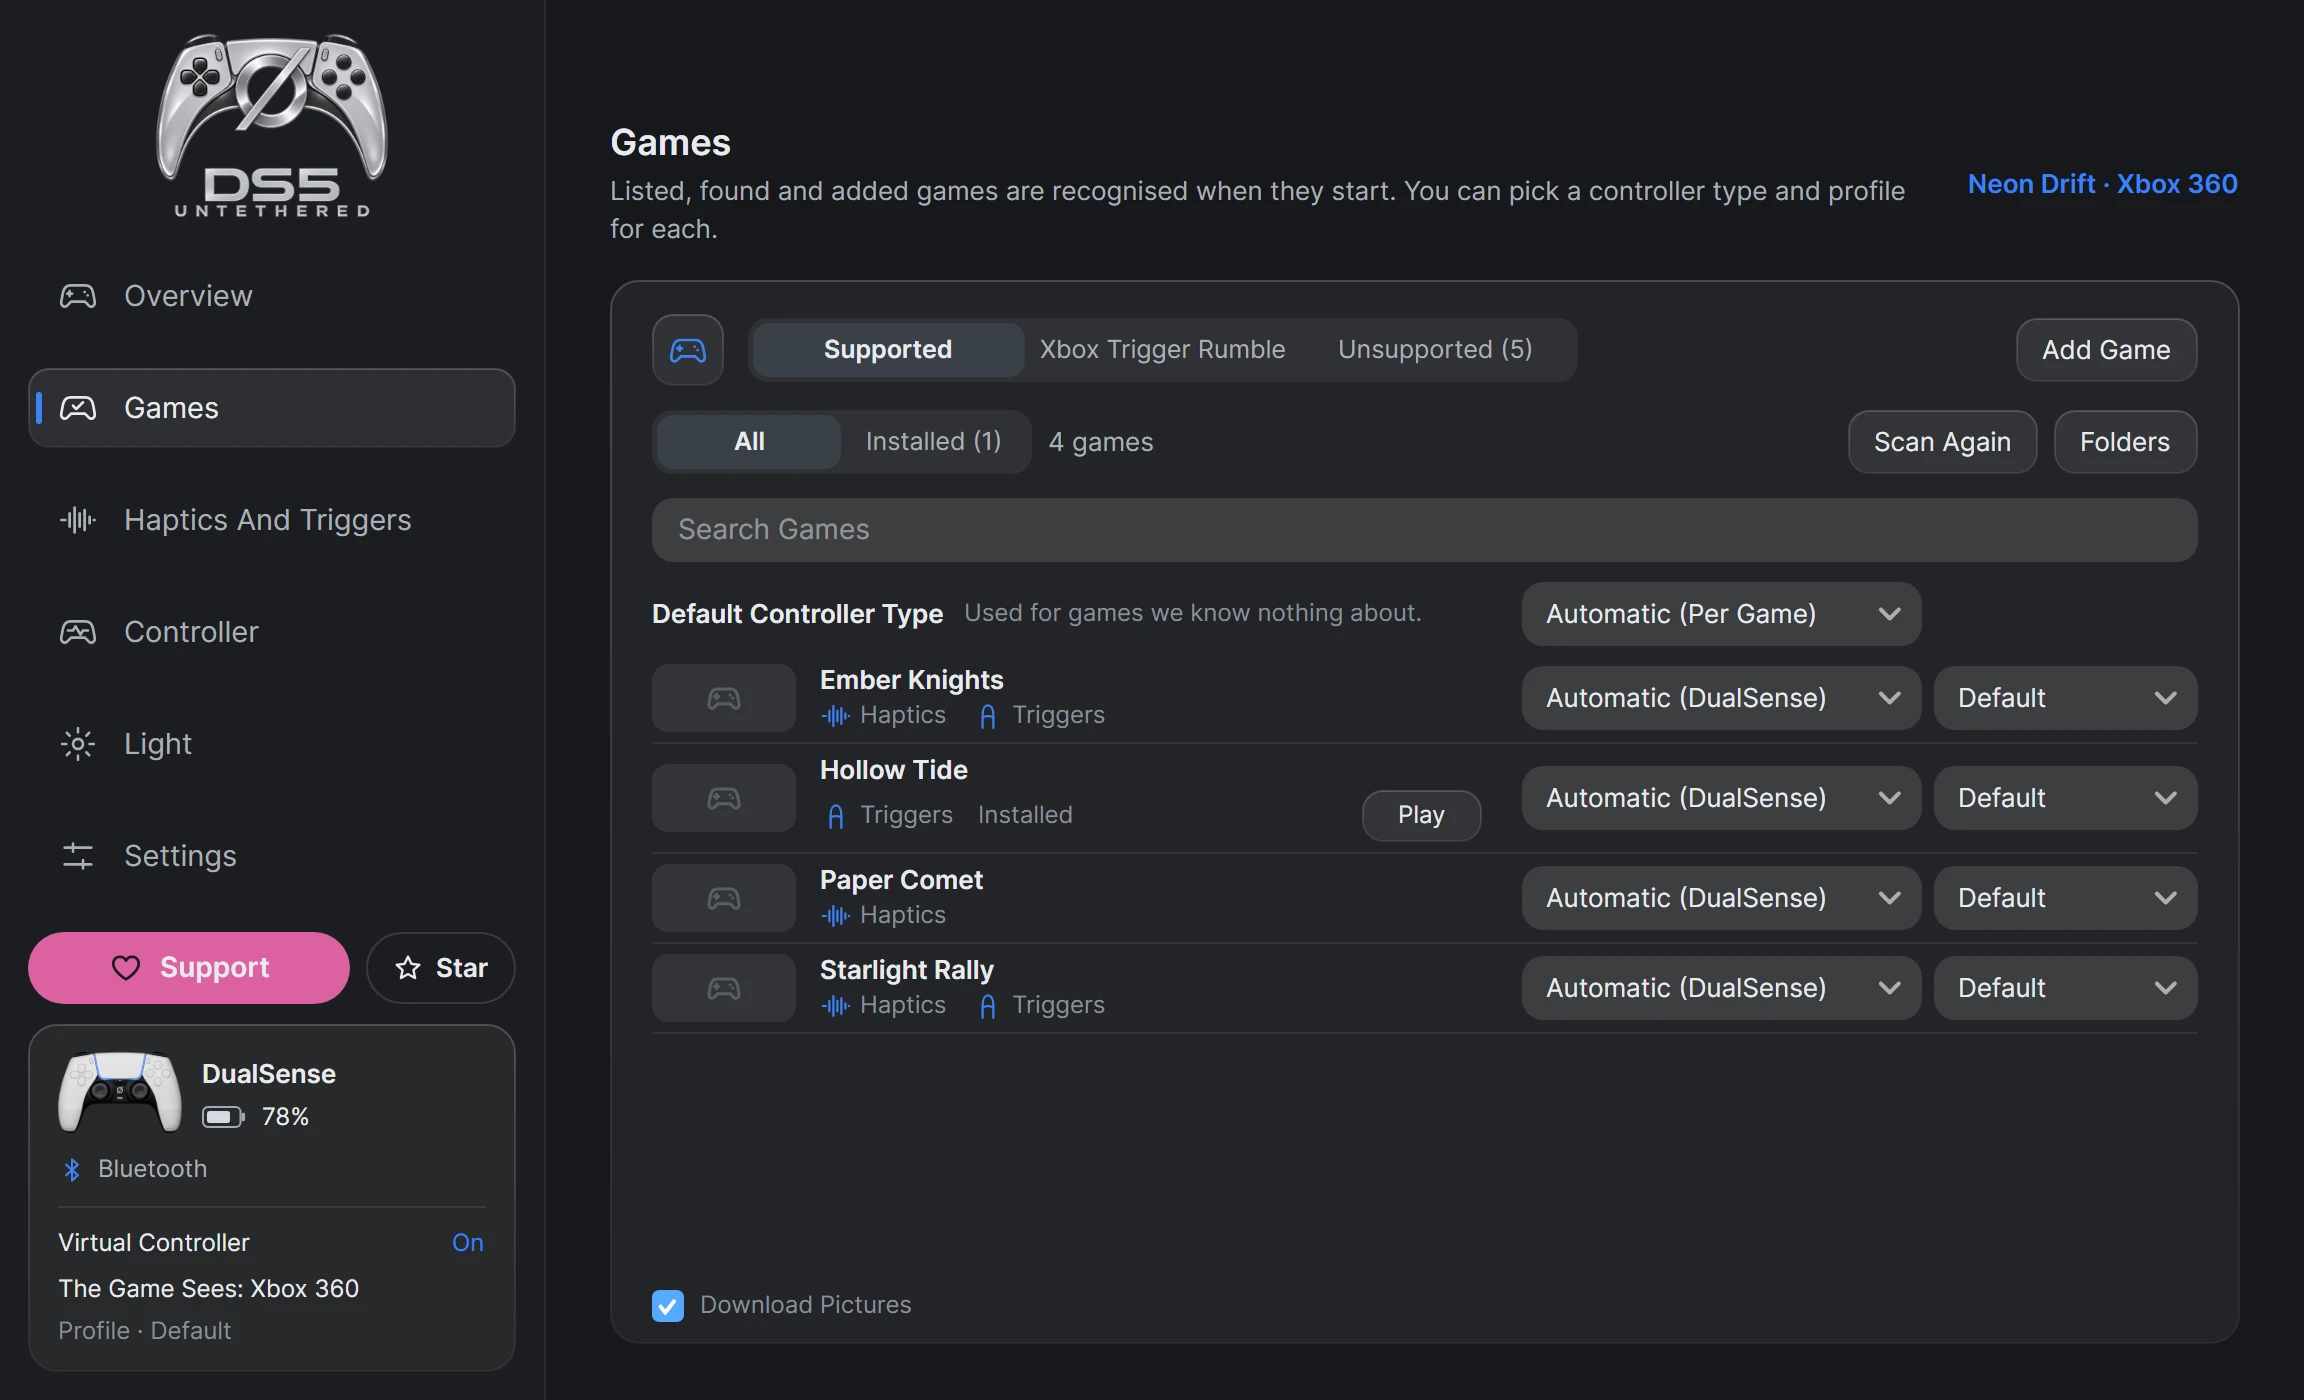 DS5
UNTETHERED
Overview
Games
Haptics And Triggers
Controller
Light
Settings
Support
Star
DualSense
78%
Bluetooth
Virtual Controller On
The Game Sees: Xbox 360
Profile · Default
Games
Listed, found and added games are recognised when they start. You can pick a controller type and profile
for each.
Neon Drift · Xbox 360
Supported Xbox Trigger Rumble Unsupported (5) Add Game
All Installed (1) 4 games Scan Again Folders
Search Games
Default Controller Type Used for games we know nothing about. Automatic (Per Game)
Ember Knights
Haptics Triggers
Automatic (DualSense) Default
Hollow Tide
Triggers Installed
Play
Automatic (DualSense) Default
Paper Comet
Haptics
Automatic (DualSense) Default
Starlight Rally
Haptics Triggers
Automatic (DualSense) Default
Download Pictures